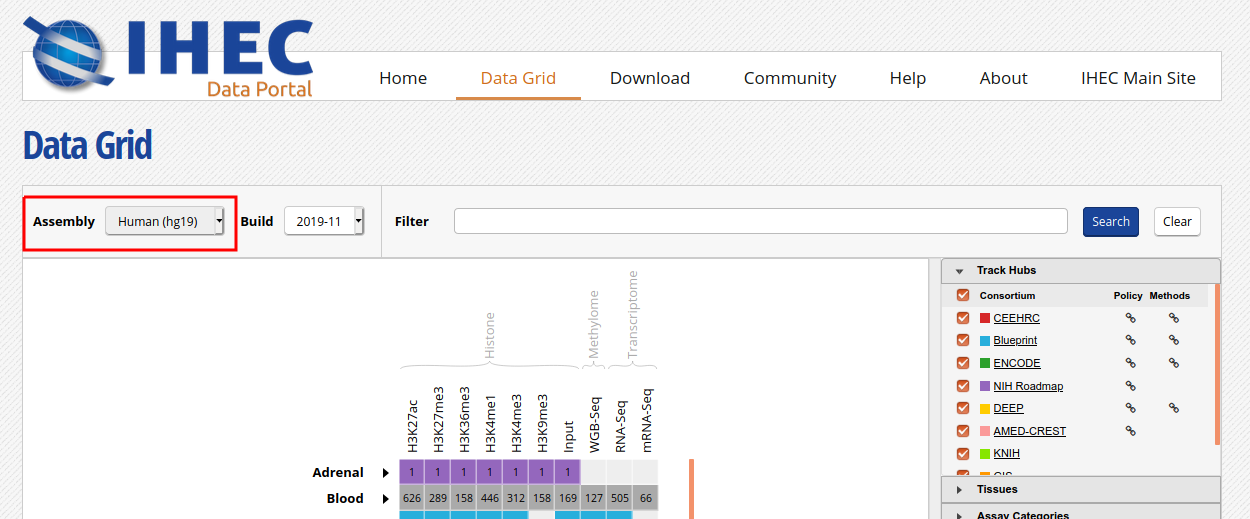 IHEC
Data Portal
Home Data Grid Download Community Help About IHEC Main Site
Data Grid
Assembly Human (hg19) Build 2019-11 Filter Search Clear
Histone Methylome Transcriptome
H3K27ac H3K27me3 H3K36me3 H3K4me1 H3K4me3 H3K9me3 Input WGB-Seq RNA-Seq mRNA-Seq
Adrenal 1 1 1 1 1 1 1
Blood 626 289 158 446 312 158 169 127 505 66
Track Hubs
Consortium Policy Methods
CEEHRC
Blueprint
ENCODE
NIH Roadmap
DEEP
AMED-CREST
KNIH
Tissues
Assay Categories